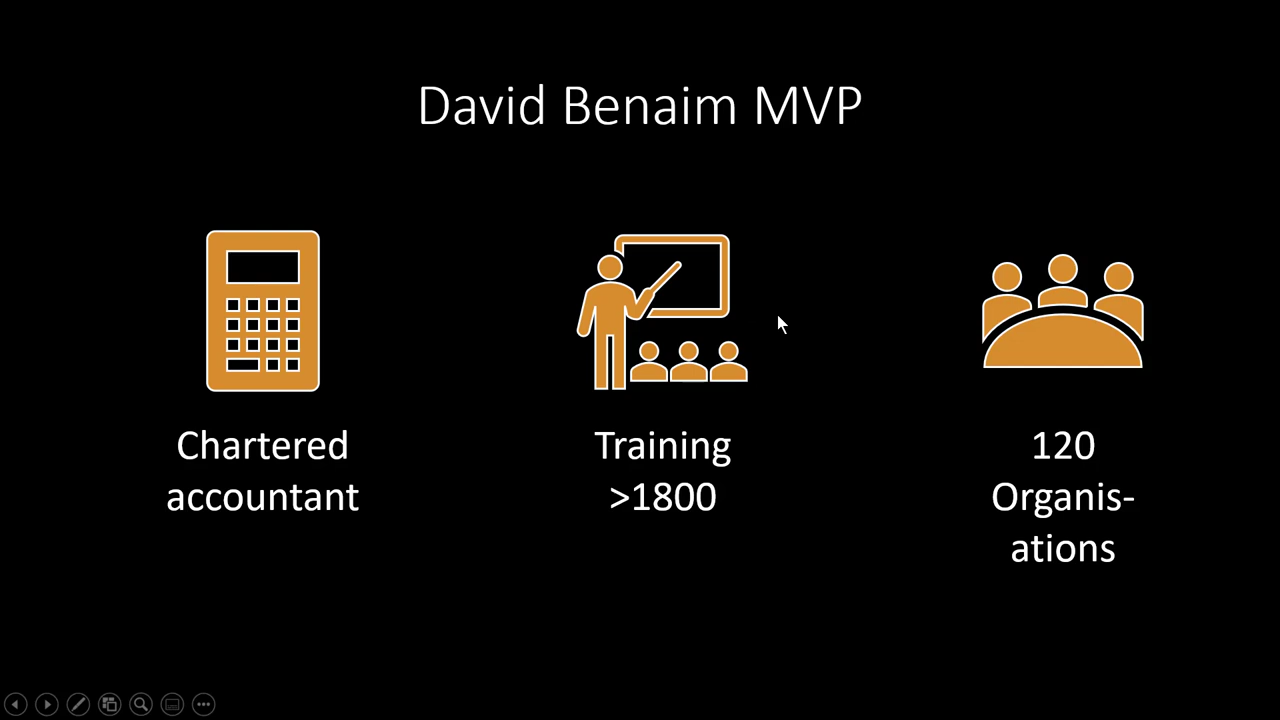 David Benaim MVP
Chartered
accountant
Training
>1800
120
Organis-
ations